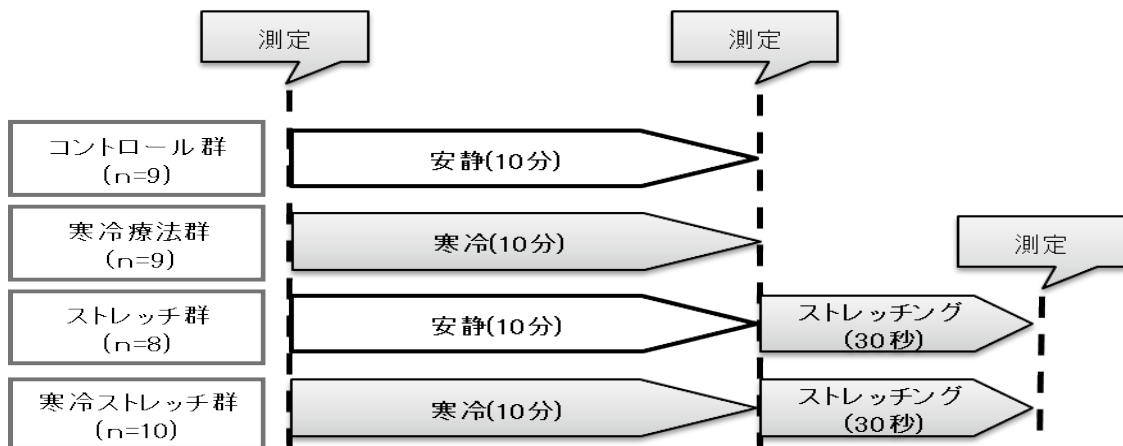 測定
測定
コントロール群
(n=9)
安静(10分)
寒冷療法群
(n=9)
寒冷(10分)
測定
ストレッチ群
(n=8)
安静(10分)
ストレッチング
(30秒)
寒冷ストレッチ群
(n=10)
寒冷(10分)
ストレッチング
(30秒)